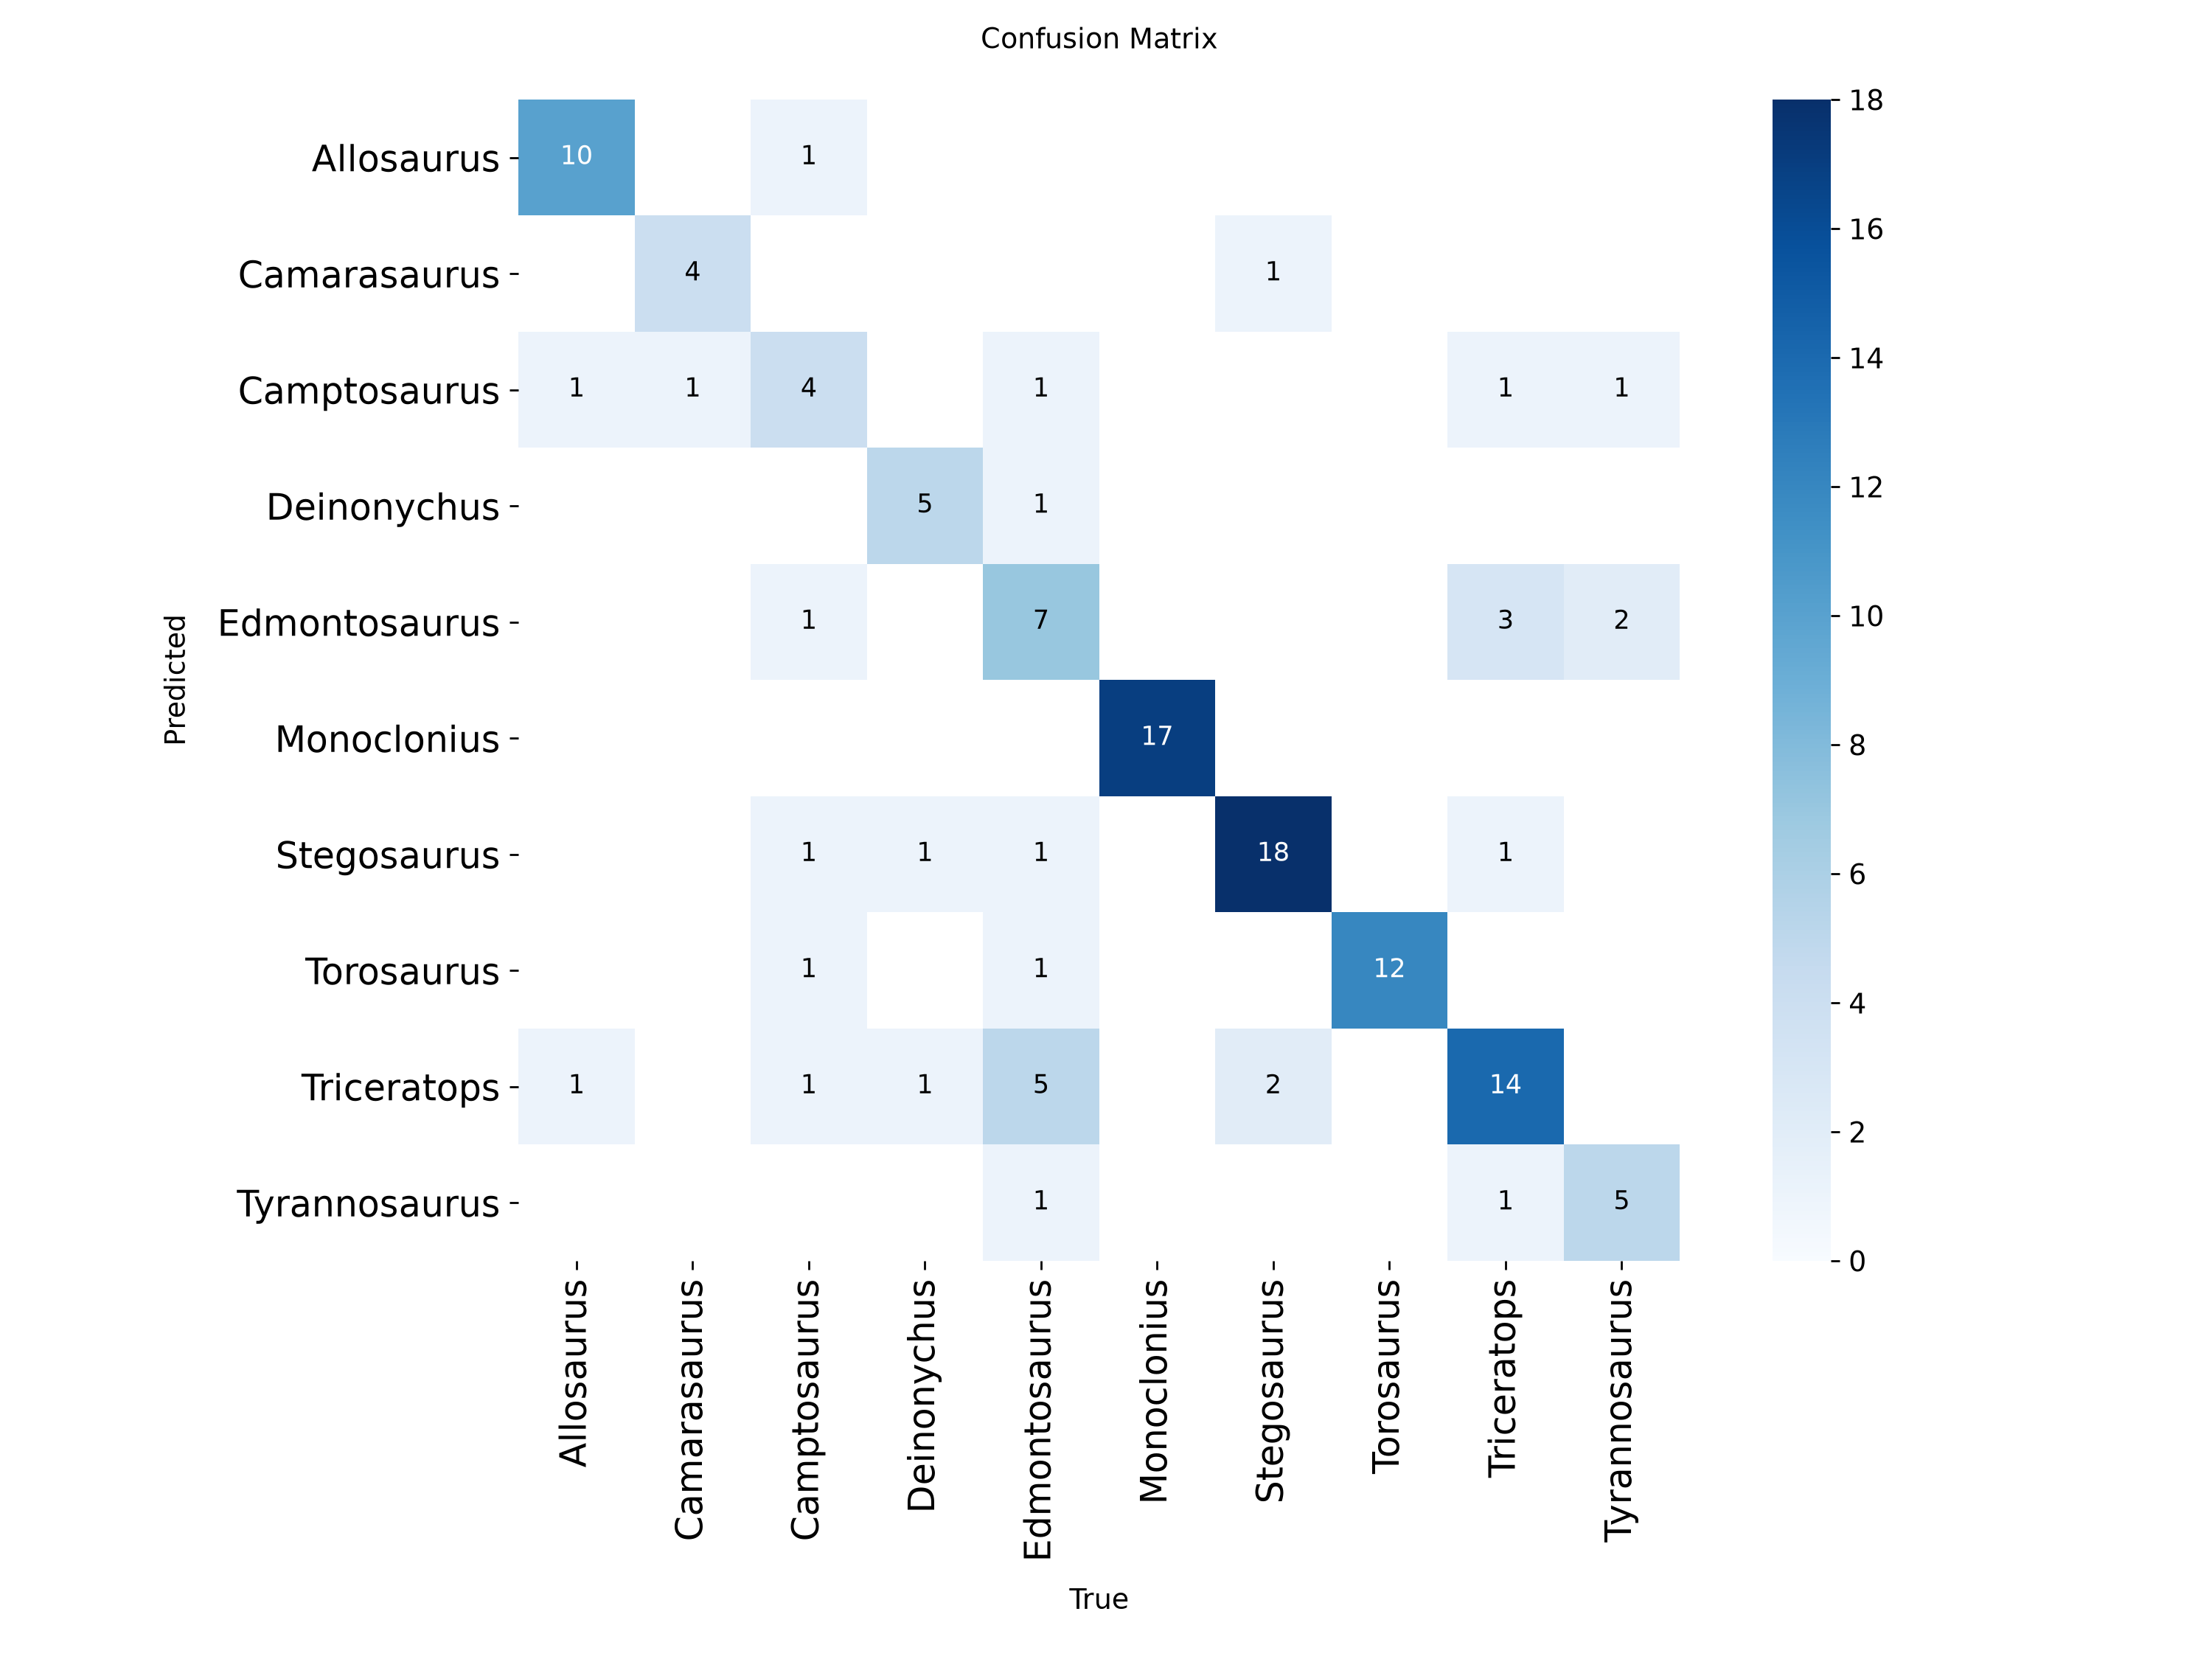 Confusion Matrix
Allosaurus 10 1
Camarasaurus 4 1
Camptosaurus 1 1 4 1 1 1
Deinonychus 5 1
Edmontosaurus 1 7 3 2
Monoclonius 17
Stegosaurus 1 1 1 18 1
Torosaurus 1 1 12
Triceratops 1 1 1 5 2 14
Tyrannosaurus 1 1 5
Predicted
Allosaurus
Camarasaurus
Camptosaurus
Deinonychus
Edmontosaurus
Monoclonius
Stegosaurus
Torosaurus
Triceratops
Tyrannosaurus
True
18
16
14
12
10
8
6
4
2
0